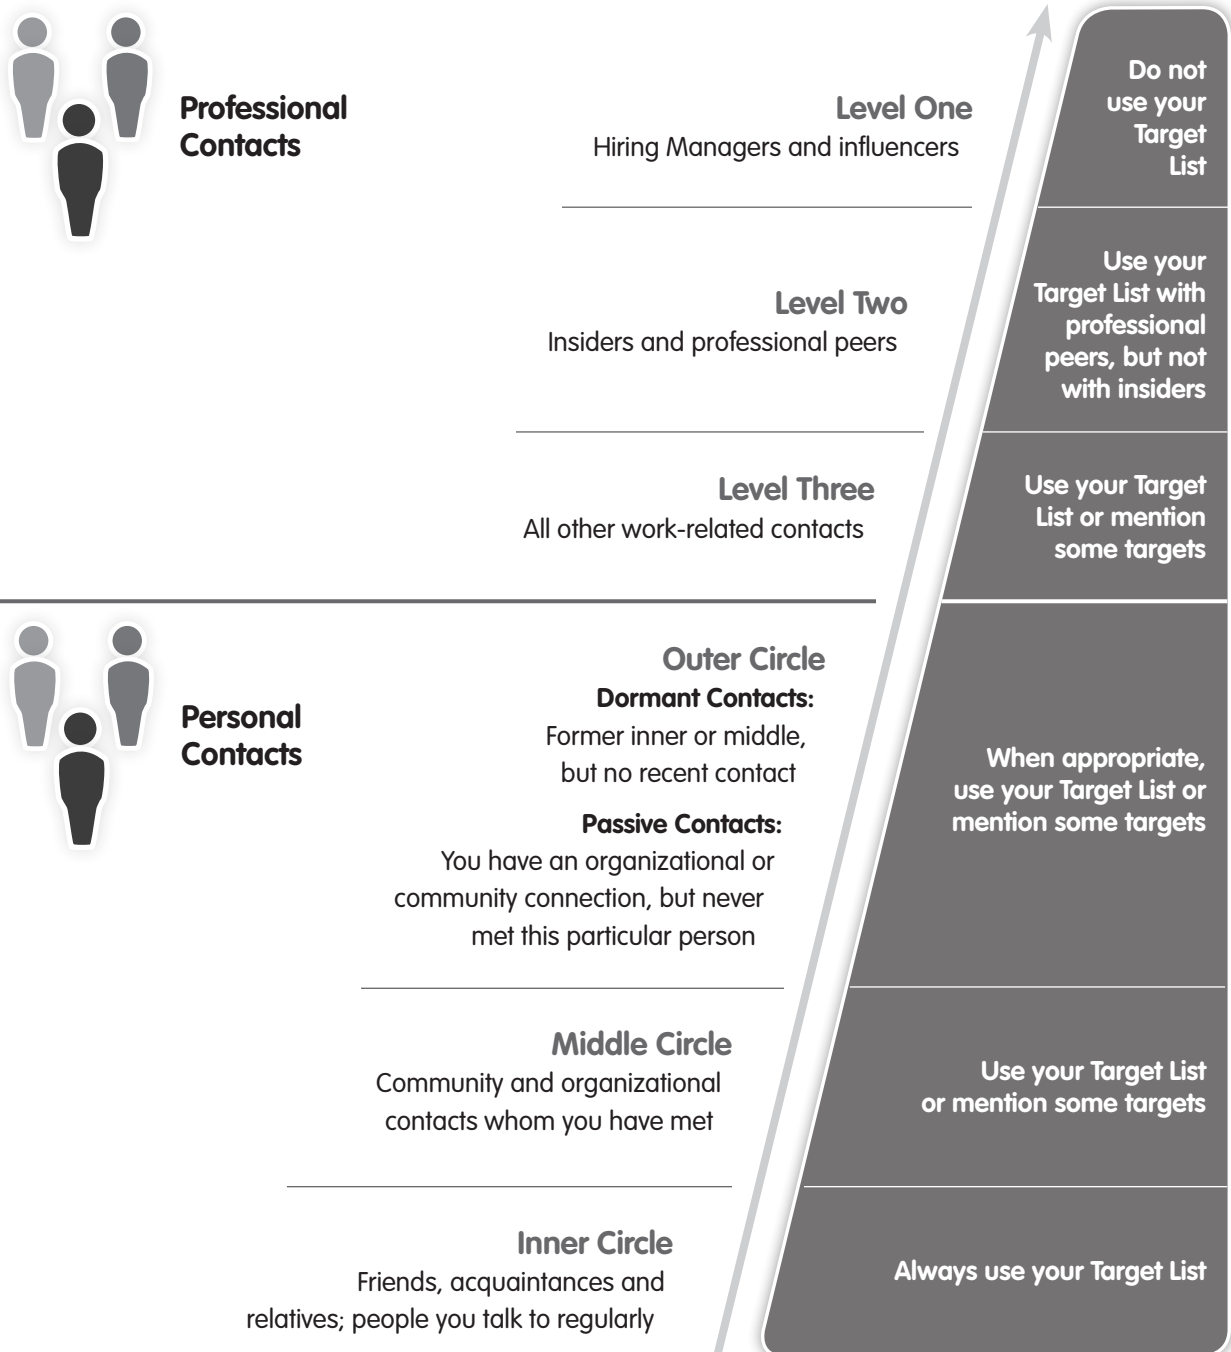 Professional
Contacts
Level One
Hiring Managers and influencers
Do not
use your
Target
List
Level Two
Insiders and professional peers
Use your
Target List with
professional
peers, but not
with insiders
Level Three
All other work-related contacts
Use your Target
List or mention
some targets
Personal
Contacts
Outer Circle
Dormant Contacts:
Former inner or middle,
but no recent contact
Passive Contacts:
You have an organizational or
community connection, but never
met this particular person
When appropriate,
use your Target List or
mention some targets
Middle Circle
Community and organizational
contacts whom you have met
Use your Target List
or mention some targets
Inner Circle
Friends, acquaintances and
relatives; people you talk to regularly
Always use your Target List